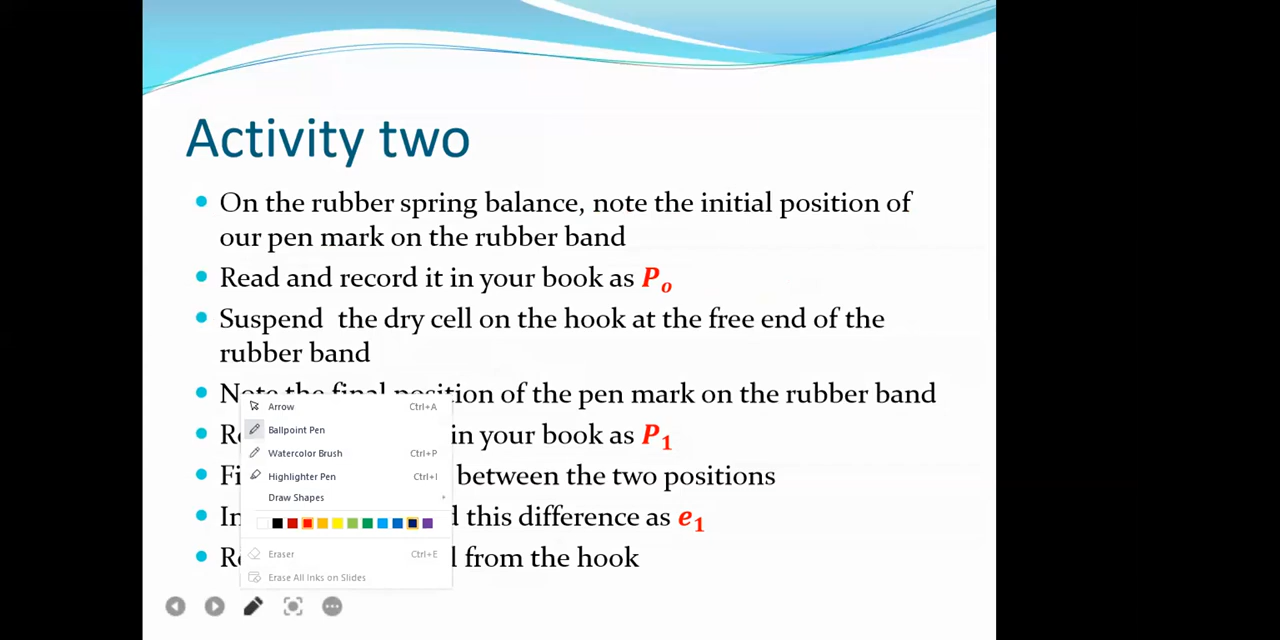 Activity two
On the rubber spring balance, note the initial position of
our pen mark on the rubber band
Read and record it in your book as P₀
Suspend the dry cell on the hook at the free end of the
rubber band
Note the final position of the pen mark on the rubber band
Arrow Ctrl+A
in your book as P₁
Ballpoint Pen
Watercolor Brush Ctrl+P
between the two positions
Highlighter Pen Ctrl+I
Draw Shapes
this difference as e₁
Eraser Ctrl+E
from the hook
Erase All Inks on Slides